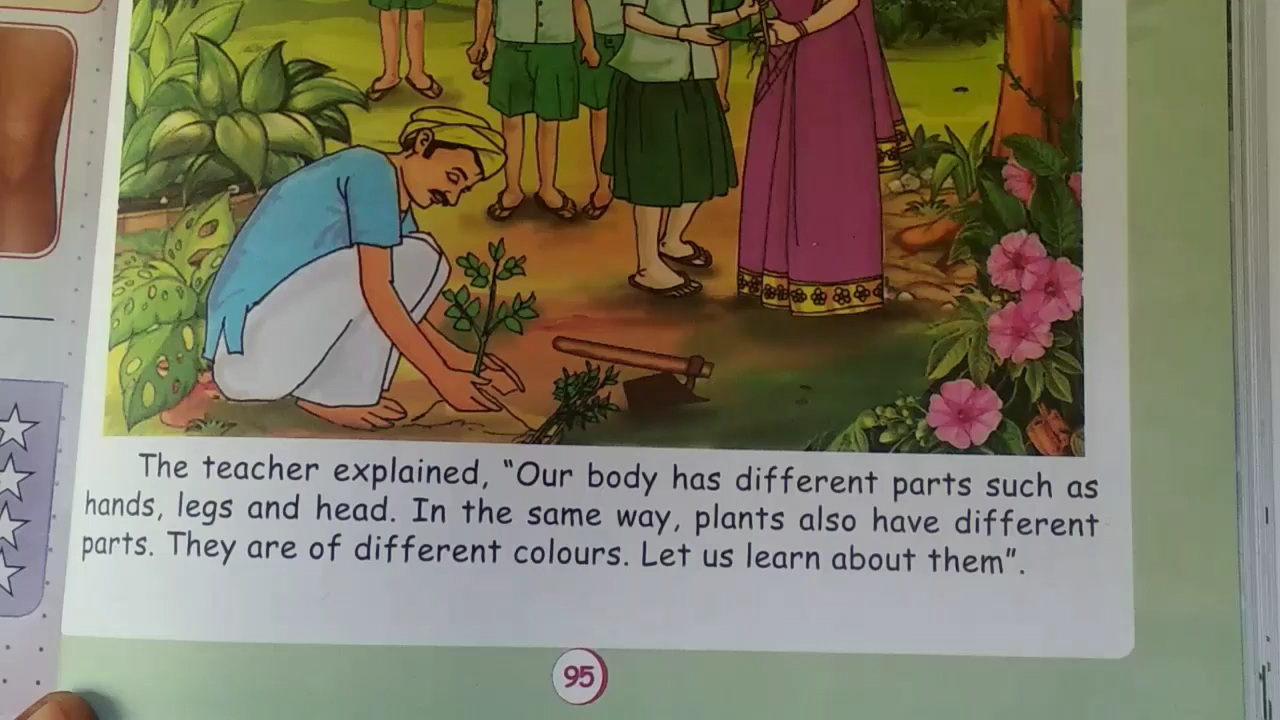 The teacher explained, “Our body has different parts such as
hands, legs and head. In the same way, plants also have different
parts. They are of different colours. Let us learn about them”.
95